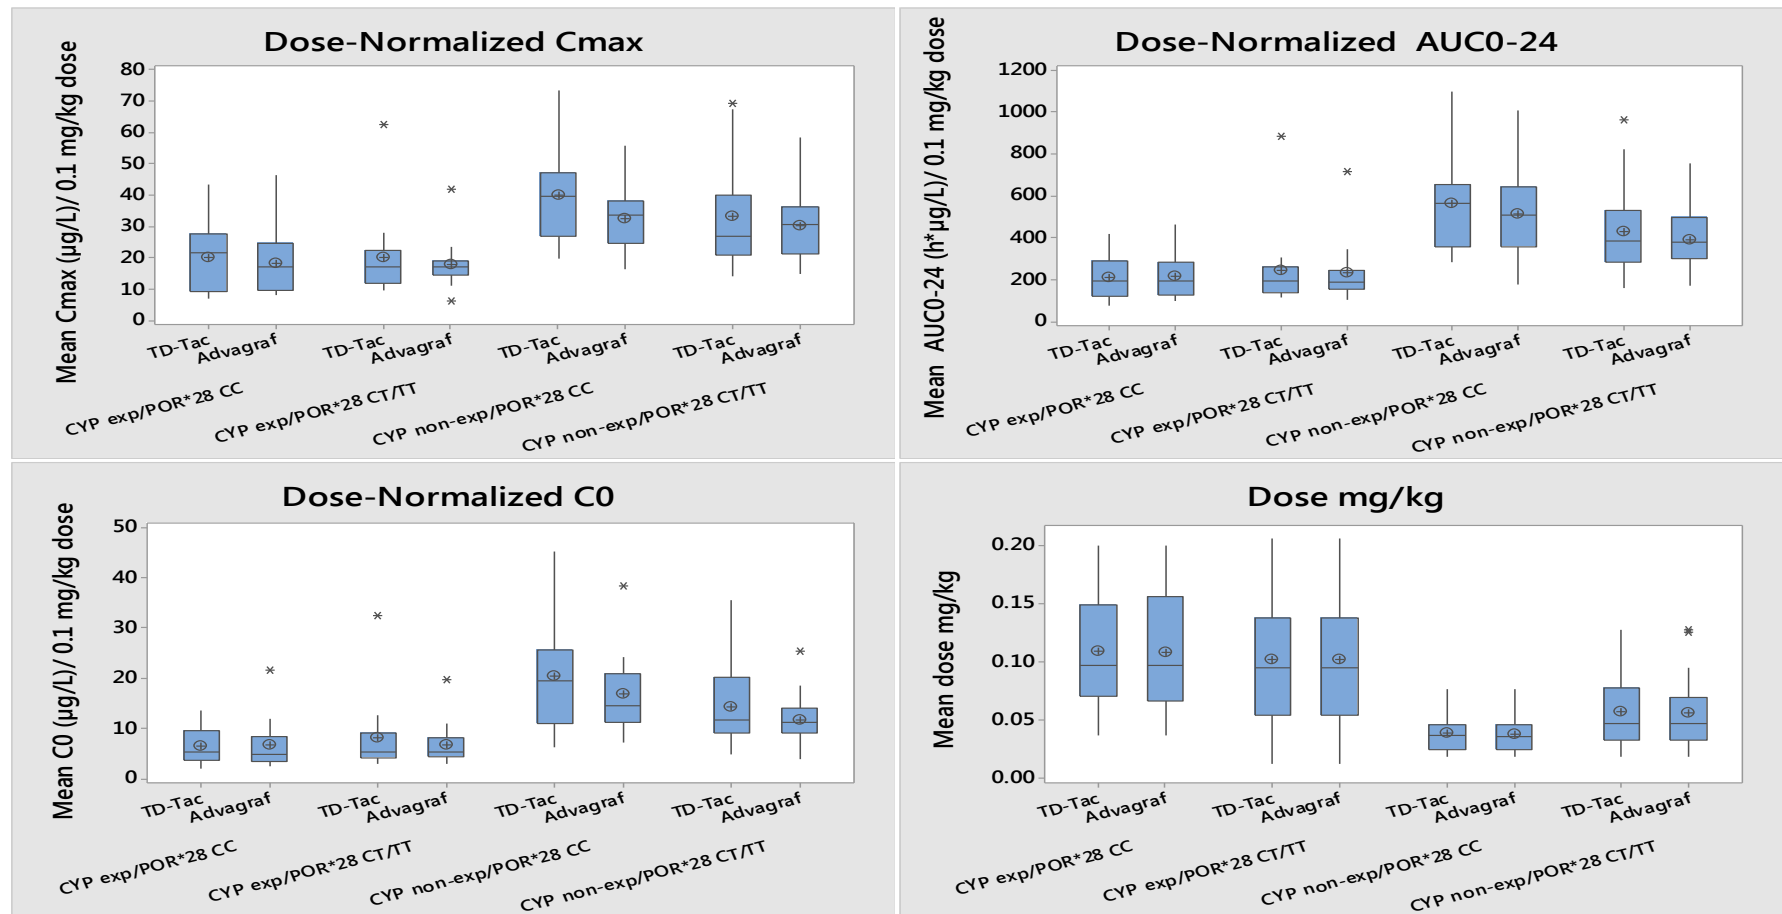 Dose-Normalized Cmax
Mean Cmax (µg/L)/ 0.1 mg/kg dose
80
70
60
50
40
30
20
10
0
TD-Tac Advagraf TD-Tac Advagraf TD-Tac Advagraf TD-Tac Advagraf
CYP exp/POR*28 CC CYP exp/POR*28 CT/TT CYP non-exp/POR*28 CC CYP non-exp/POR*28 CT/TT
Dose-Normalized AUC0-24
Mean AUC0-24 (h*µg/L)/ 0.1 mg/kg dose
1200
1000
800
600
400
200
0
TD-Tac Advagraf TD-Tac Advagraf TD-Tac Advagraf TD-Tac Advagraf
CYP exp/POR*28 CC CYP exp/POR*28 CT/TT CYP non-exp/POR*28 CC CYP non-exp/POR*28 CT/TT
Dose-Normalized C0
Mean C0 (µg/L)/ 0.1 mg/kg dose
50
40
30
20
10
0
TD-Tac Advagraf TD-Tac Advagraf TD-Tac Advagraf TD-Tac Advagraf
CYP exp/POR*28 CC CYP exp/POR*28 CT/TT CYP non-exp/POR*28 CC CYP non-exp/POR*28 CT/TT
Dose mg/kg
Mean dose mg/kg
0.20
0.15
0.10
0.05
0.00
TD-Tac Advagraf TD-Tac Advagraf TD-Tac Advagraf TD-Tac Advagraf
CYP exp/POR*28 CC CYP exp/POR*28 CT/TT CYP non-exp/POR*28 CC CYP non-exp/POR*28 CT/TT